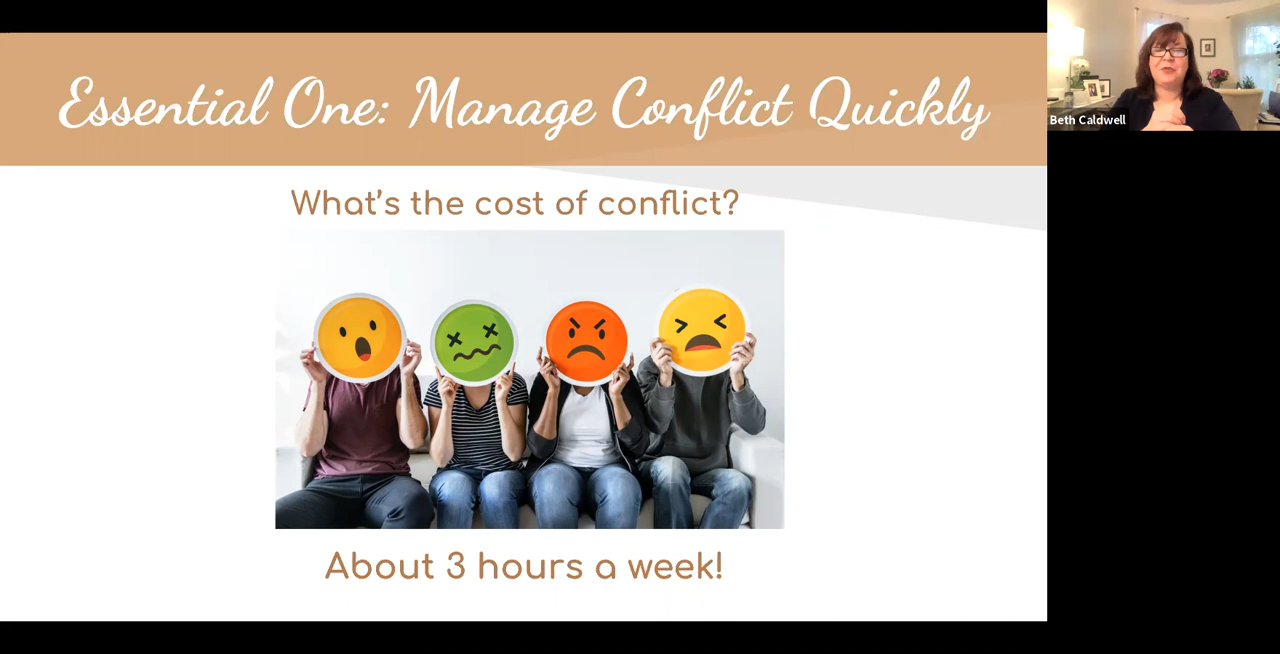 Essential One: Manage Conflict Quickly
What's the cost of conflict?
About 3 hours a week!
Beth Caldwell